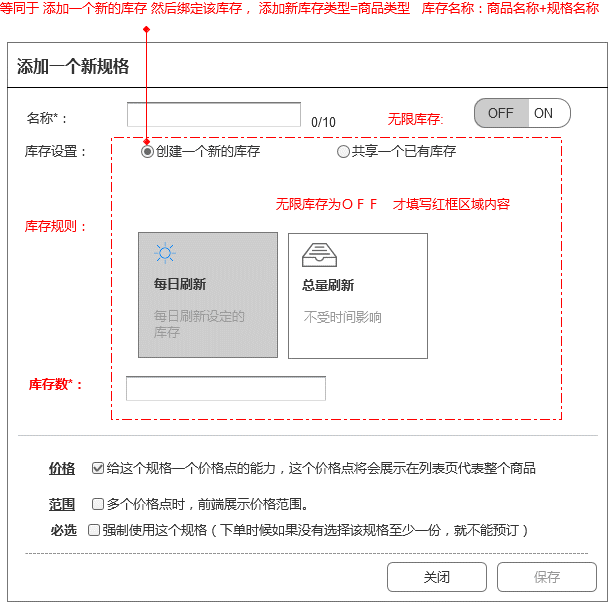 等同于 添加一个新的库存 然后绑定该库存， 添加新库存类型=商品类型 库存名称：商品名称+规格名称
添加一个新规格
名称*： 0/10 无限库存: OFF ON
库存设置： 创建一个新的库存 共享一个已有库存
无限库存为ＯＦＦ 才填写红框区域内容
库存规则：
每日刷新 总量刷新
每日刷新设定的 不受时间影响
库存
库存数*：
价格 给这个规格一个价格点的能力，这个价格点将会展示在列表页代表整个商品
范围 多个价格点时，前端展示价格范围。
必选 强制使用这个规格（下单时候如果没有选择该规格至少一份，就不能预订）
关闭 保存